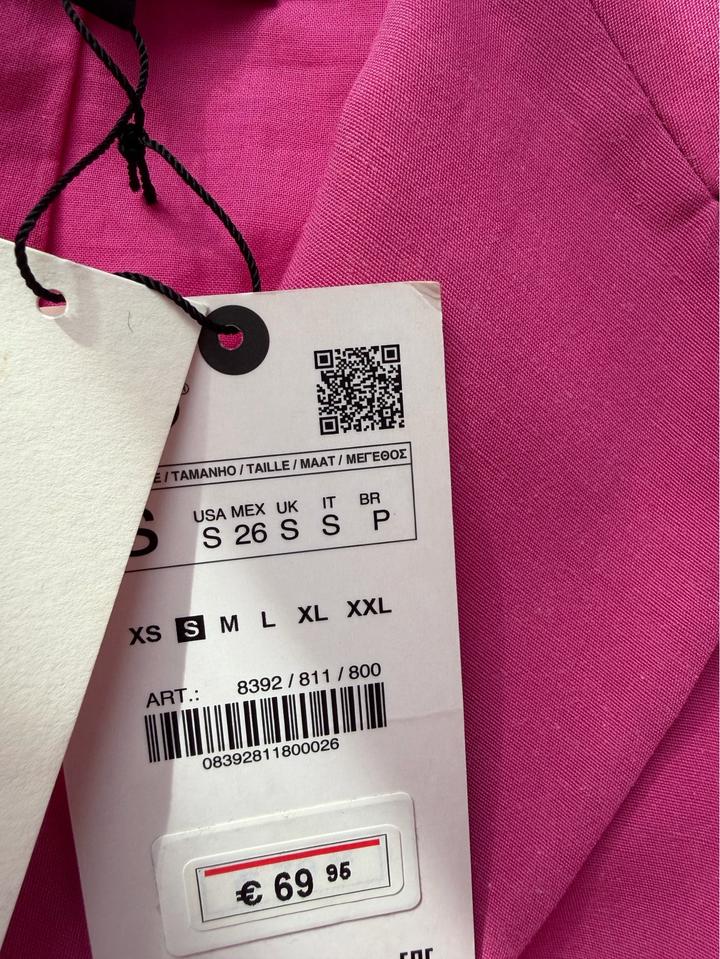 E / ТАМАНHO / TAILLE / MAAT / ΜΕΓΕΘΟΣ
USA MEX UK IT BR
S S 26 S S P
XS S M L XL XXL
ART.: 8392 / 811 / 800
08392811800026
€ 69 95